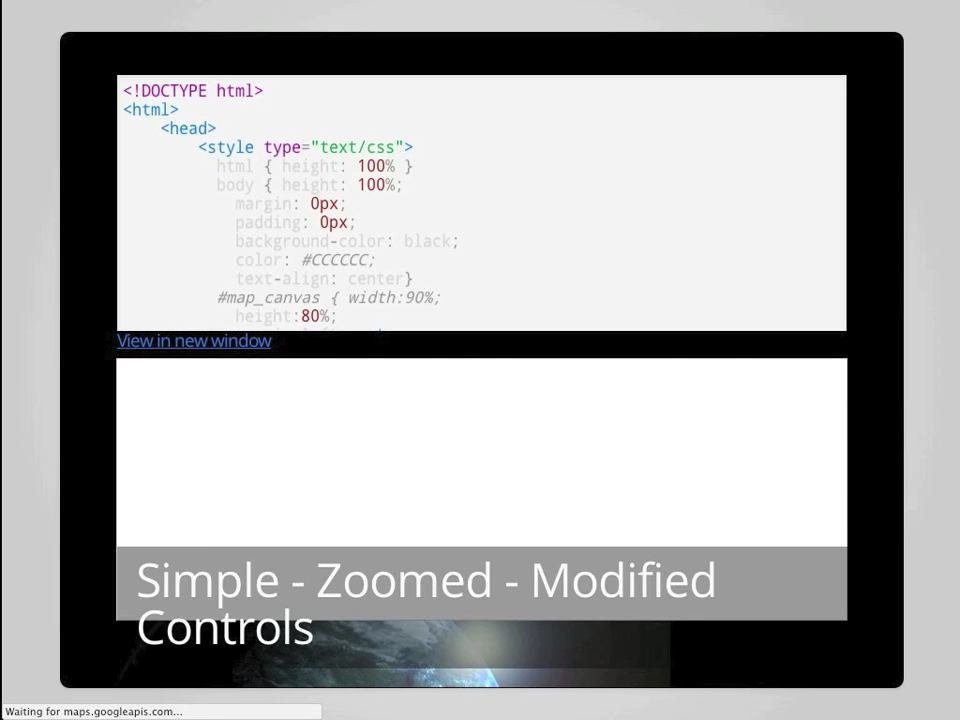 <!DOCTYPE html>
<html>
<head>
<style type="text/css">
html { height: 100% }
body { height: 100%;
margin: 0px;
padding: 0px;
background-color: black;
color: #CCCCCC;
text-align: center}
#map_canvas { width:90%;
height:80%;
View in new window
Simple - Zoomed - Modified
Controls
Waiting for maps.googleapis.com...